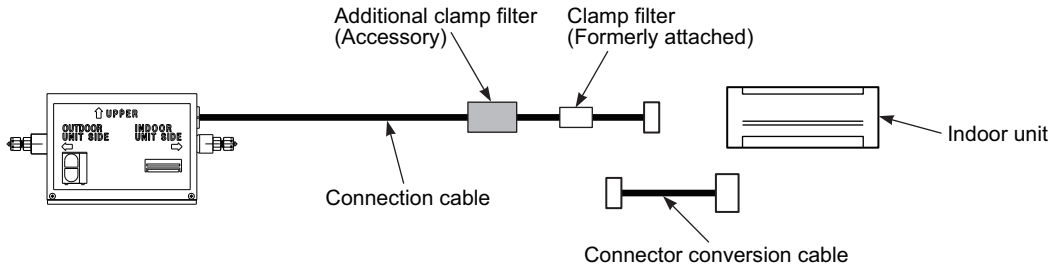 Additional clamp filter
(Accessory)
Clamp filter
(Formerly attached)
⇧ UPPER
OUTDOOR
UNIT SIDE
⇦
INDOOR
UNIT SIDE
⇨
Indoor unit
Connection cable
Connector conversion cable